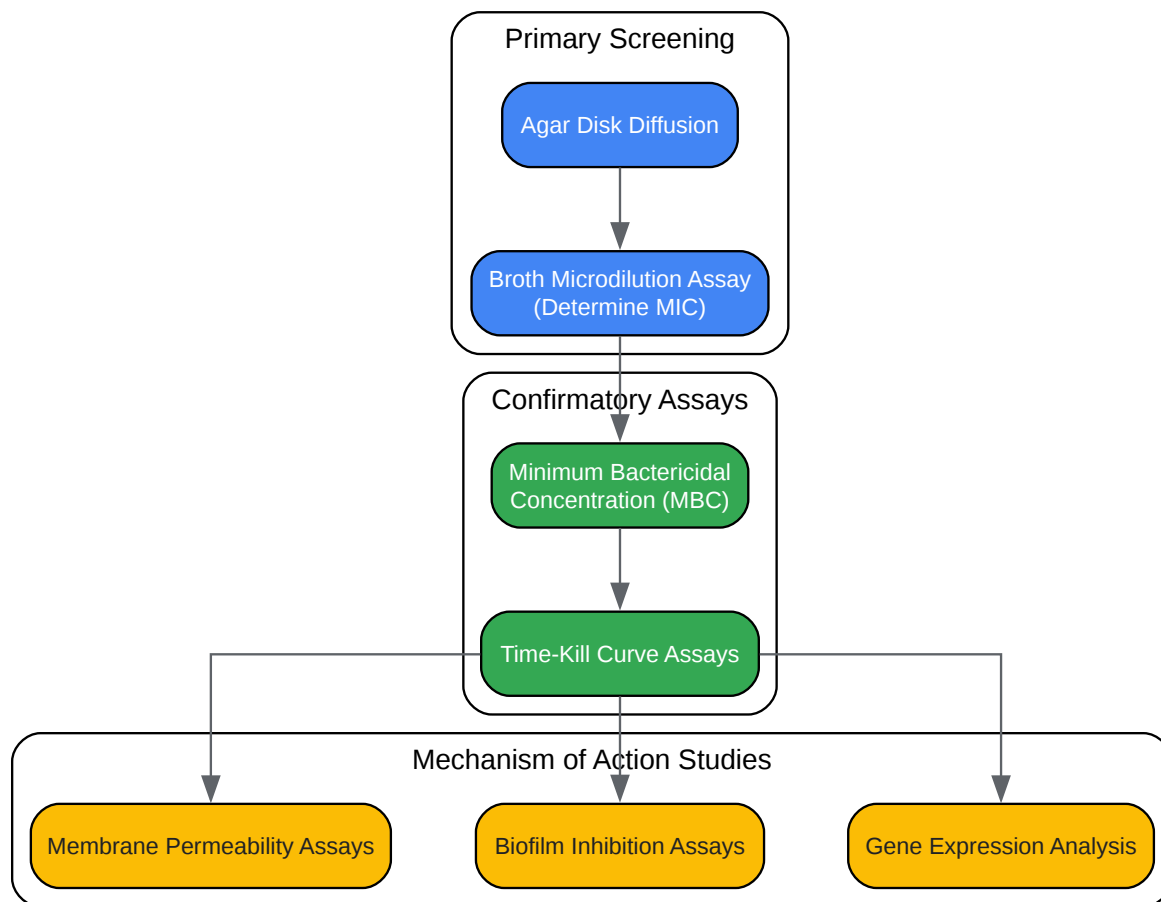 Primary Screening
Agar Disk Diffusion
Broth Microdilution Assay
(Determine MIC)
Confirmatory Assays
Minimum Bactericidal
Concentration (MBC)
Time-Kill Curve Assays
Mechanism of Action Studies
Membrane Permeability Assays
Biofilm Inhibition Assays
Gene Expression Analysis